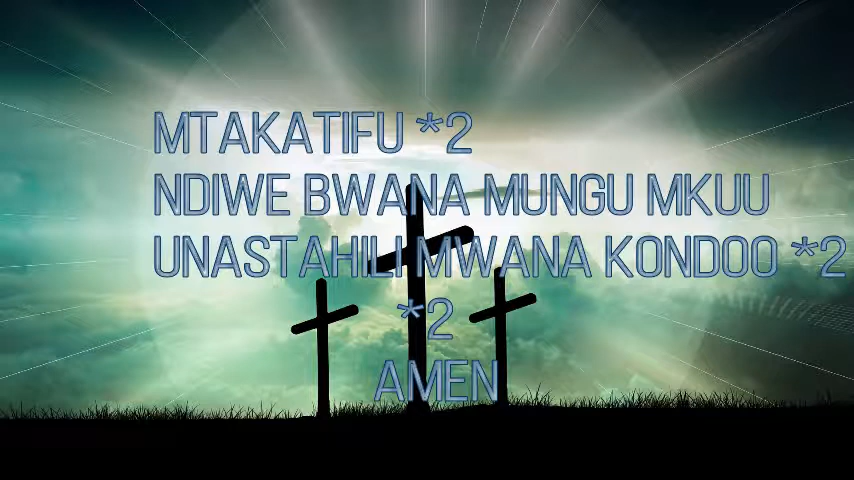 MTAKATIFU *2
NDIWE BWANA MUNGU MKUU
UNASTAHILI MWANA KONDOO *2
*2
AMEN